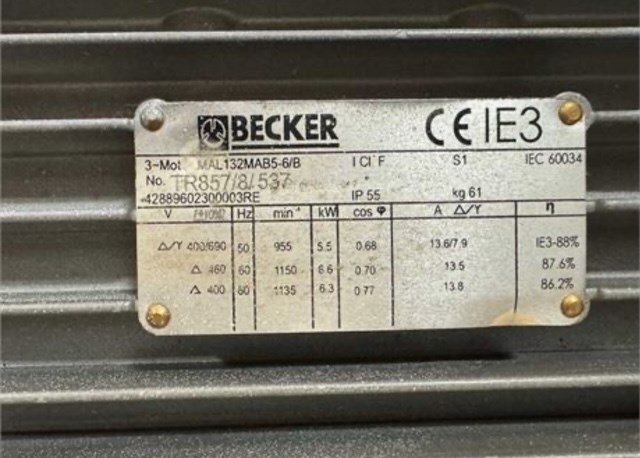 BECKER CE IE3
3~Mot MAL132MAB5-6/B I Cl F S1 IEC 60034
No. TR857/8/537
42889602300003RE IP 55 kg 61
V Hz min⁻¹ kW cos φ A Δ/Y η
Δ/Y 400/690 50 955 5.5 0.68 13.6/7.9 IE3-88%
Δ 460 60 1150 6.6 0.70 13.5 87.6%
Δ 400 60 1135 6.3 0.77 13.8 86.2%